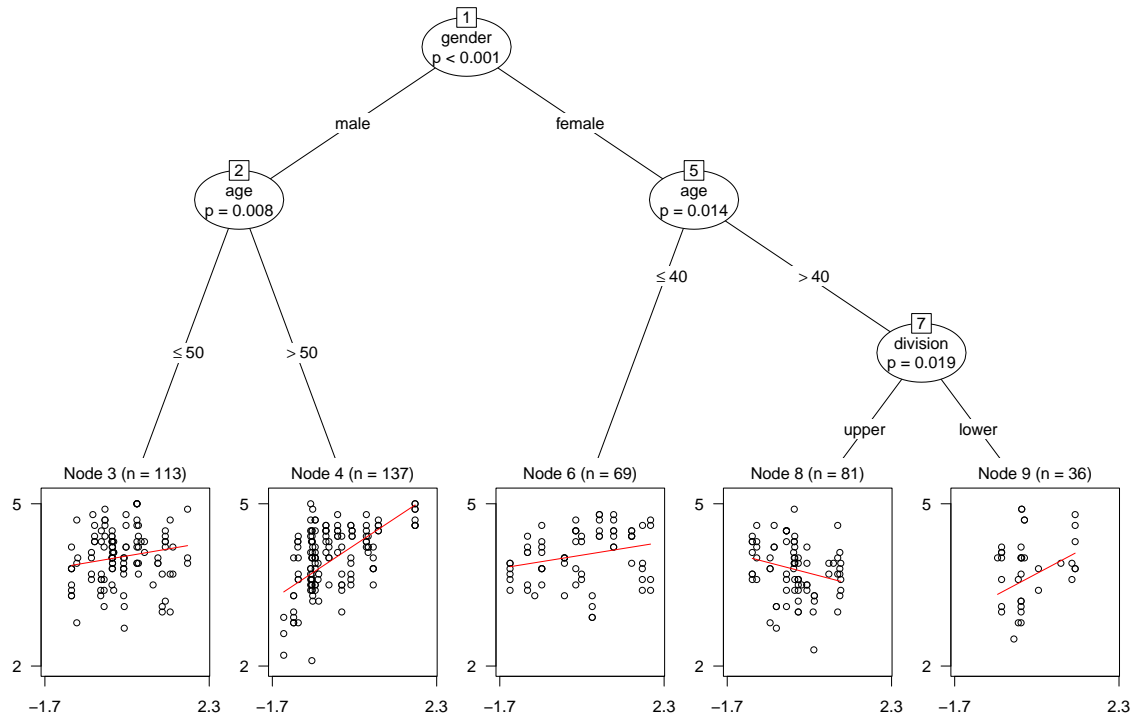 1
gender
p < 0.001
male
female
2
age
p = 0.008
5
age
p = 0.014
≤ 40
> 40
7
division
p = 0.019
≤ 50
> 50
upper
lower
Node 3 (n = 113)
Node 4 (n = 137)
Node 6 (n = 69)
Node 8 (n = 81)
Node 9 (n = 36)
5
5
5
5
5
2
2
2
2
2
−1.7
2.3
−1.7
2.3
−1.7
2.3
−1.7
2.3
−1.7
2.3